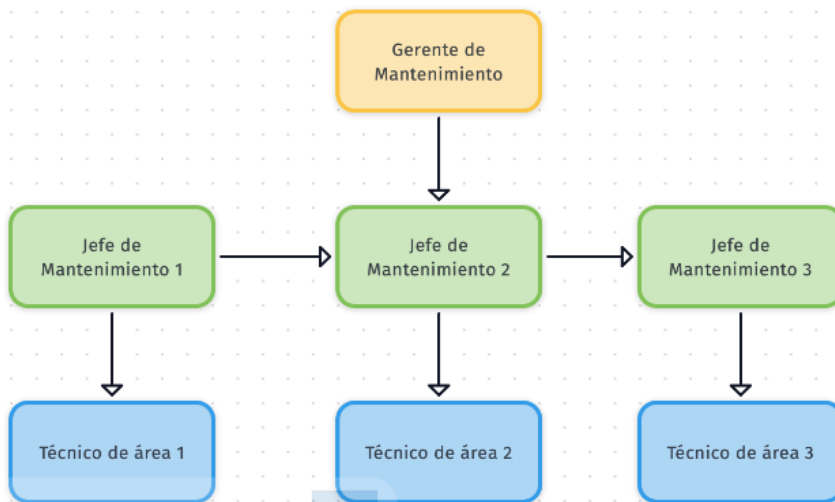 Gerente de
Mantenimiento
Jefe de
Mantenimiento 1
Jefe de
Mantenimiento 2
Jefe de
Mantenimiento 3
Técnico de área 1
Técnico de área 2
Técnico de área 3